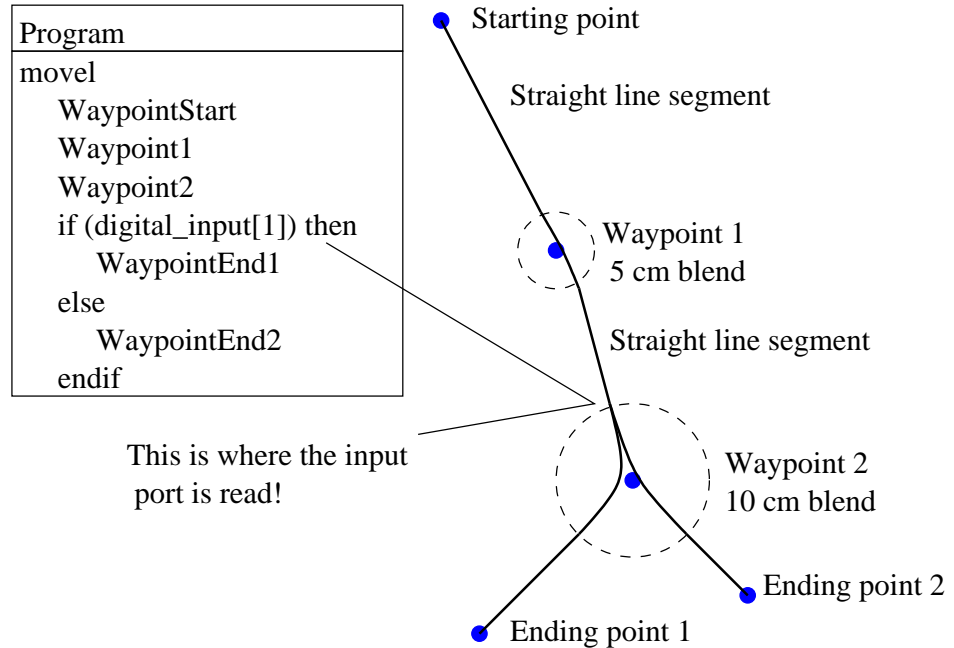 Program
movel
WaypointStart
Waypoint1
Waypoint2
if (digital_input[1]) then
WaypointEnd1
else
WaypointEnd2
endif
This is where the input
port is read!
Starting point
Straight line segment
Waypoint 1
5 cm blend
Straight line segment
Waypoint 2
10 cm blend
Ending point 2
Ending point 1